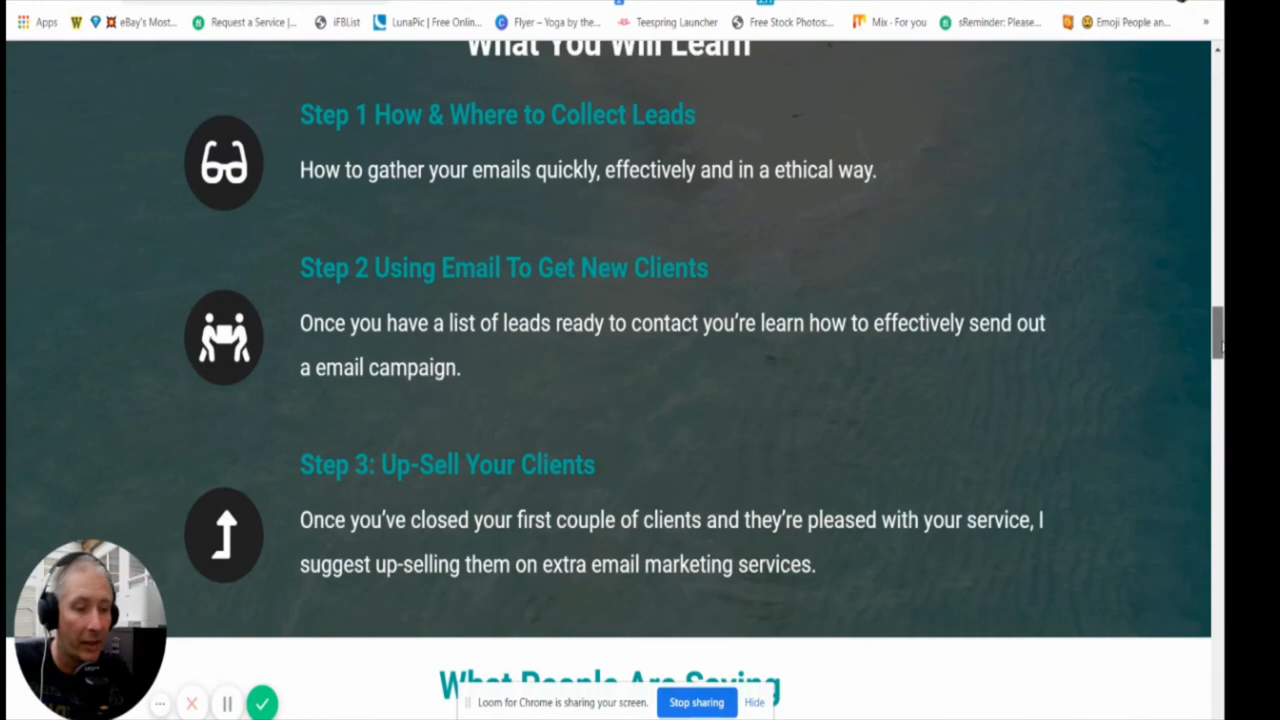 Apps eBay's Most... Request a Service |... iFBList LunaPic | Free Onlin... Flyer – Yoga by the... Teespring Launcher Free Stock Photos:... Mix - For you sReminder: Please... Emoji People an... »
What You Will Learn
Step 1 How & Where to Collect Leads
How to gather your emails quickly, effectively and in a ethical way.
Step 2 Using Email To Get New Clients
Once you have a list of leads ready to contact you're learn how to effectively send out
a email campaign.
Step 3: Up-Sell Your Clients
Once you've closed your first couple of clients and they're pleased with your service, I
suggest up-selling them on extra email marketing services.
What People Are Saying
Loom for Chrome is sharing your screen. Stop sharing Hide